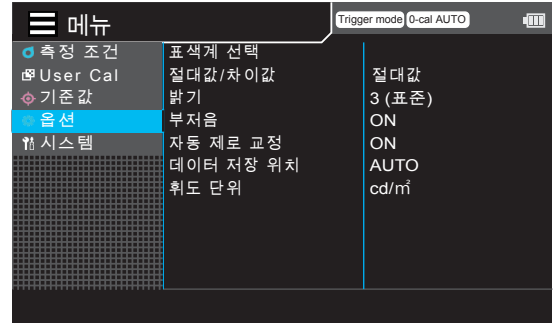 메뉴
Trigger mode 0-cal AUTO
측정 조건
User Cal
기준값
옵션
시스템
표색계 선택
절대값/차이값 절대값
밝기 3 (표준)
부저음 ON
자동 제로 교정 ON
데이터 저장 위치 AUTO
휘도 단위 cd/㎡